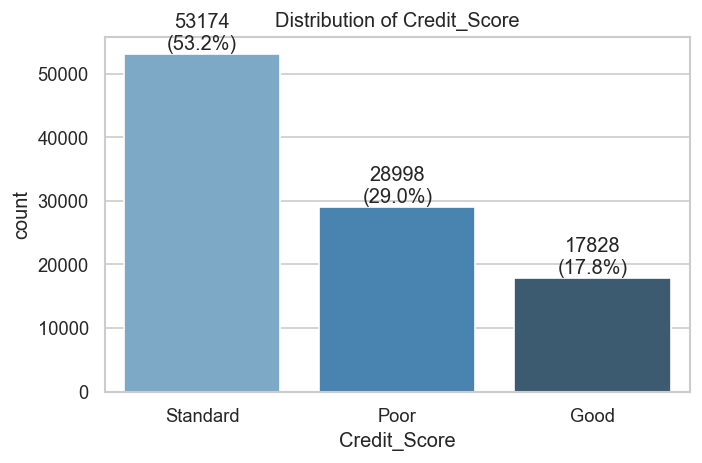 Distribution of Credit_Score
53174
(53.2%)
28998
(29.0%)
17828
(17.8%)
count
50000
40000
30000
20000
10000
0
Standard
Poor
Good
Credit_Score